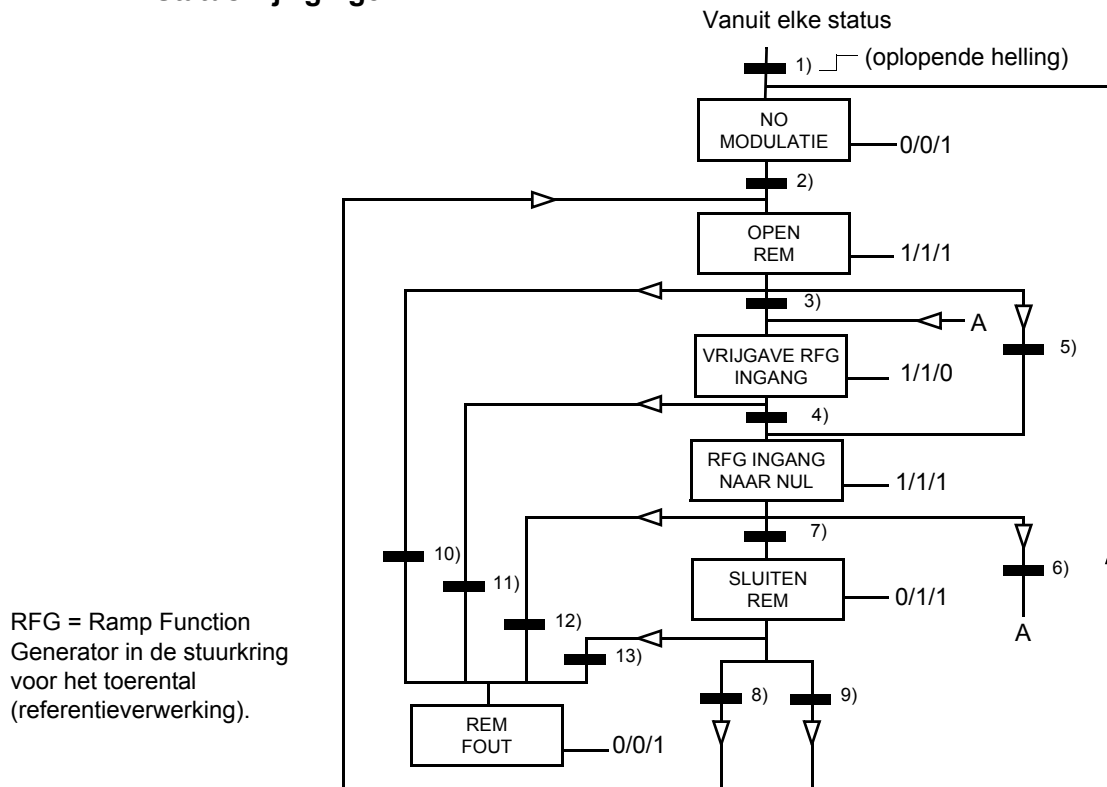 Vanuit elke status
1) (oplopende helling)
NO
MODULATIE
0/0/1
2)
OPEN
REM
1/1/1
3)
A
5)
VRIJGAVE RFG
INGANG
1/1/0
4)
RFG INGANG
NAAR NUL
1/1/1
7)
10)
11)
6)
SLUITEN
REM
0/1/1
12)
A
13)
RFG = Ramp Function
Generator in de stuurkring
voor het toerental
(referentieverwerking).
8)
9)
REM
FOUT
0/0/1